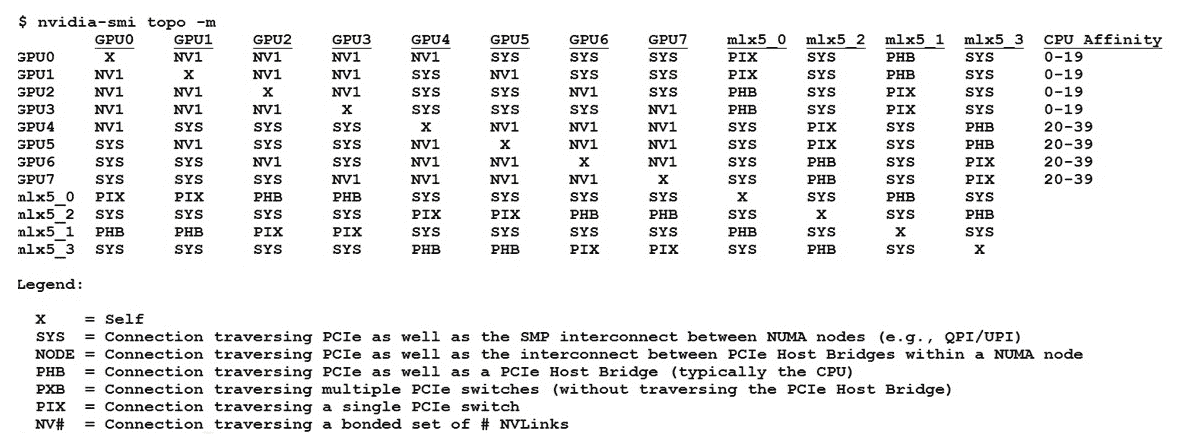 $ nvidia-smi topo -m
GPU0 GPU1 GPU2 GPU3 GPU4 GPU5 GPU6 GPU7 mlx5_0 mlx5_2 mlx5_1 mlx5_3 CPU Affinity
GPU0 X NV1 NV1 NV1 NV1 SYS SYS SYS PIX SYS PHB SYS 0-19
GPU1 NV1 X NV1 NV1 SYS NV1 SYS SYS PIX SYS PHB SYS 0-19
GPU2 NV1 NV1 X NV1 SYS SYS NV1 SYS PHB SYS PIX SYS 0-19
GPU3 NV1 NV1 NV1 X SYS SYS SYS NV1 PHB SYS PIX SYS 0-19
GPU4 NV1 SYS SYS SYS X NV1 NV1 NV1 SYS PIX SYS PHB 20-39
GPU5 SYS NV1 SYS SYS NV1 X NV1 NV1 SYS PIX SYS PHB 20-39
GPU6 SYS SYS NV1 SYS NV1 NV1 X NV1 SYS PHB SYS PIX 20-39
GPU7 SYS SYS SYS NV1 NV1 NV1 NV1 X SYS PHB SYS PIX 20-39
mlx5_0 PIX PIX PHB PHB SYS SYS SYS SYS X SYS PHB SYS
mlx5_2 SYS SYS SYS SYS PIX PIX PHB PHB SYS X SYS PHB
mlx5_1 PHB PHB PIX PIX SYS SYS SYS SYS PHB SYS X SYS
mlx5_3 SYS SYS SYS SYS PHB PHB PIX PIX SYS PHB SYS X
Legend:
X = Self
SYS = Connection traversing PCIe as well as the SMP interconnect between NUMA nodes (e.g., QPI/UPI)
NODE = Connection traversing PCIe as well as the interconnect between PCIe Host Bridges within a NUMA node
PHB = Connection traversing PCIe as well as a PCIe Host Bridge (typically the CPU)
PXB = Connection traversing multiple PCIe switches (without traversing the PCIe Host Bridge)
PIX = Connection traversing a single PCIe switch
NV# = Connection traversing a bonded set of # NVLinks